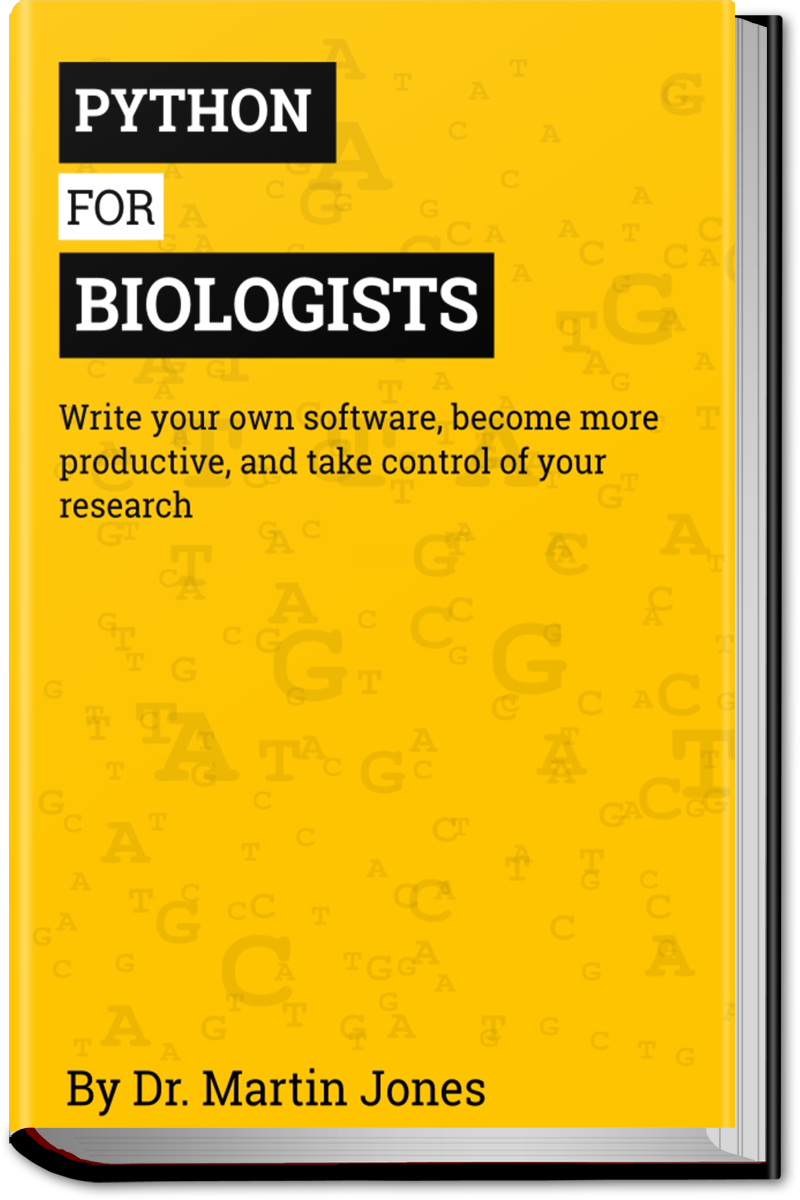 PYTHON
FOR
BIOLOGISTS
Write your own software, become more
productive, and take control of your
research
By Dr. Martin Jones